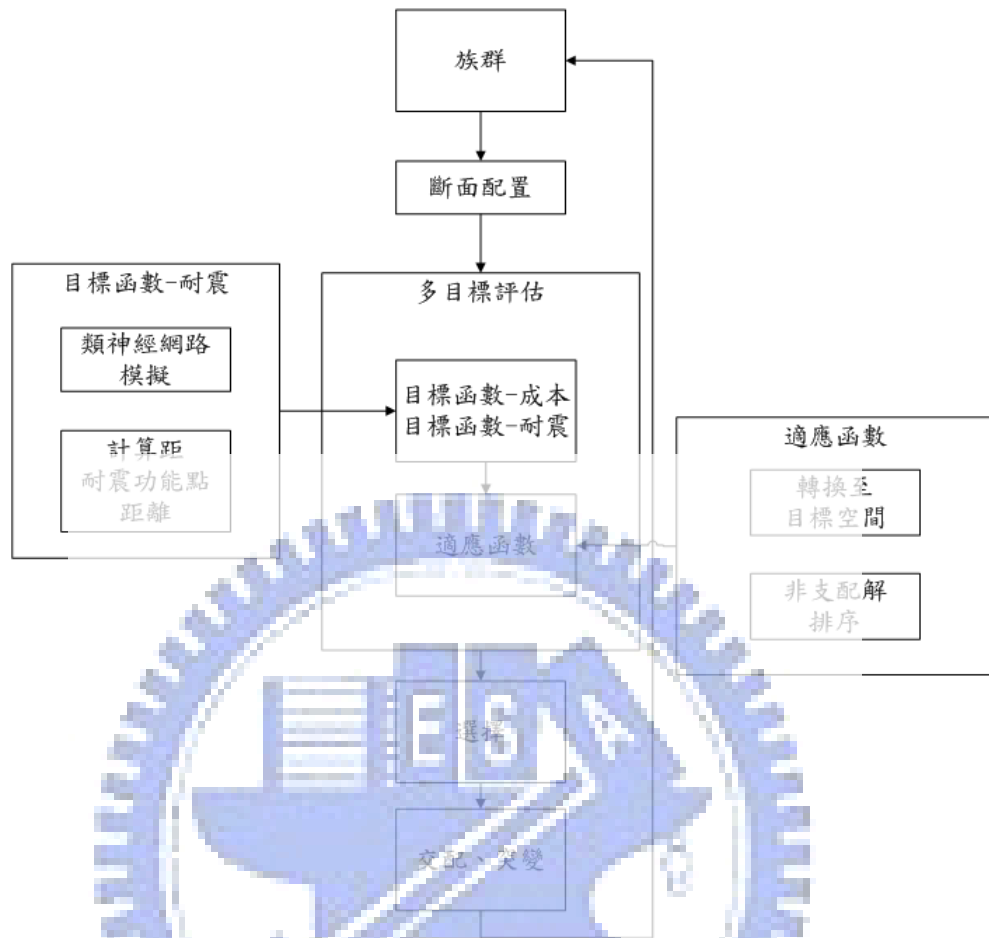 族群
斷面配置
目標函數-耐震
類神經網路
模擬
計算距
耐震功能點
距離
多目標評估
目標函數-成本
目標函數-耐震
適應函數
適應函數
轉換至
目標空間
非支配解
排序
ES
A
選擇
交配、突變